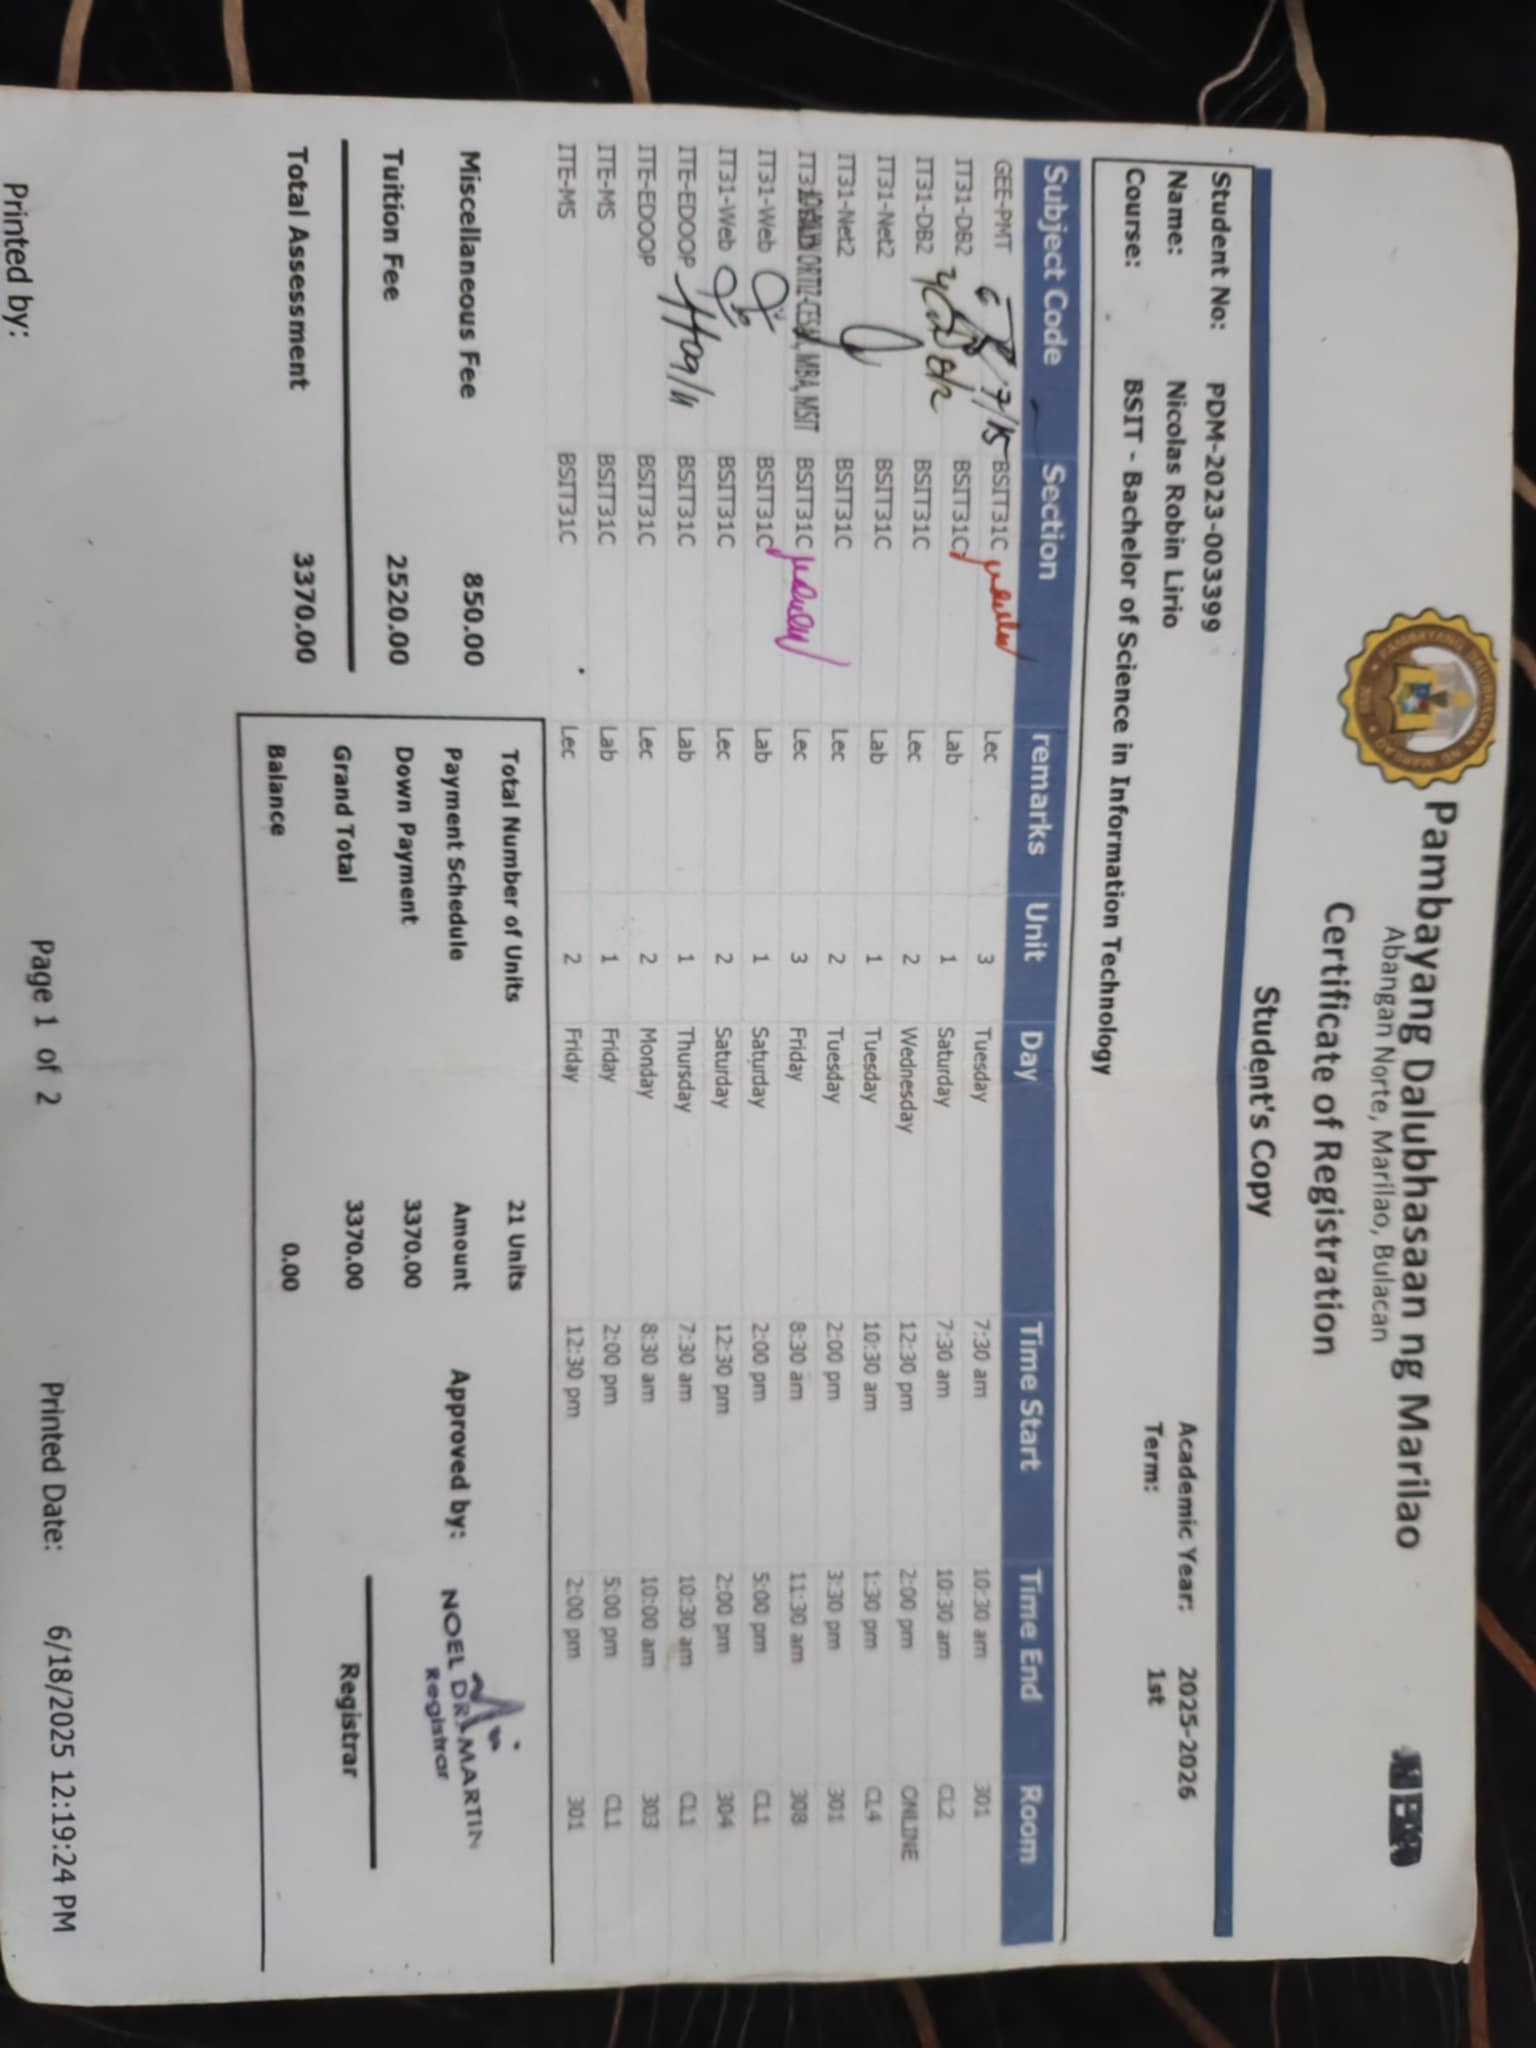 Pambayang Dalubhasaan ng Marilao
Abangan Norte, Marilao, Bulacan
Certificate of Registration
Student's Copy
Student No: PDM-2023-003399 Academic Year: 2025-2026
Name: Nicolas Robin Lirio Term: 1st
Course: BSIT - Bachelor of Science in Information Technology
Subject Code Section remarks Unit Day Time Start Time End Room
GEE-PMT 7/15 BSIT31C Lec 3 Tuesday 7:30 am 10:30 am 301
IT31-DB2 BSIT31C Lab 1 Saturday 7:30 am 10:30 am CL2
IT31-DB2 BSIT31C Lec 2 Wednesday 12:30 pm 2:00 pm ONLINE
IT31-Net2 BSIT31C Lab 1 Tuesday 10:30 am 1:30 pm CL4
IT31-Net2 BSIT31C Lec 2 Tuesday 2:00 pm 3:30 pm 301
ORTIZ-CESAR, MBA, MSIT BSIT31C Lec 3 Friday 8:30 am 11:30 am 308
IT31-Web BSIT31C Lab 1 Saturday 2:00 pm 5:00 pm CL1
IT31-Web BSIT31C Lec 2 Saturday 12:30 pm 2:00 pm 304
ITE-EDOOP BSIT31C Lab 1 Thursday 7:30 am 10:30 am CL1
ITE-EDOOP BSIT31C Lec 2 Monday 8:30 am 10:00 am 303
ITE-MS BSIT31C Lab 1 Friday 2:00 pm 5:00 pm CL1
ITE-MS BSIT31C Lec 2 Friday 12:30 pm 2:00 pm 301
Miscellaneous Fee 850.00
Tuition Fee 2520.00
Total Assessment 3370.00
Total Number of Units 21 Units
Payment Schedule Amount
Down Payment 3370.00
Grand Total 3370.00
Balance 0.00
Approved by: NOEL DR. MARTIN
Registrar
Registrar
Printed by: Page 1 of 2 Printed Date: 6/18/2025 12:19:24 PM